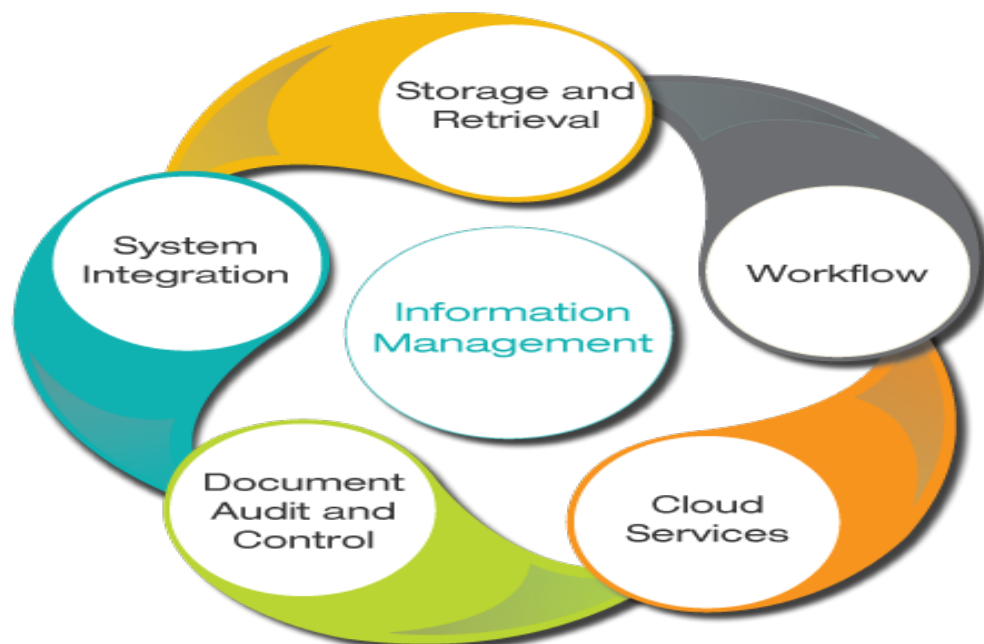 Storage and
Retrieval
System
Integration
Workflow
Information
Management
Document
Audit and
Control
Cloud
Services